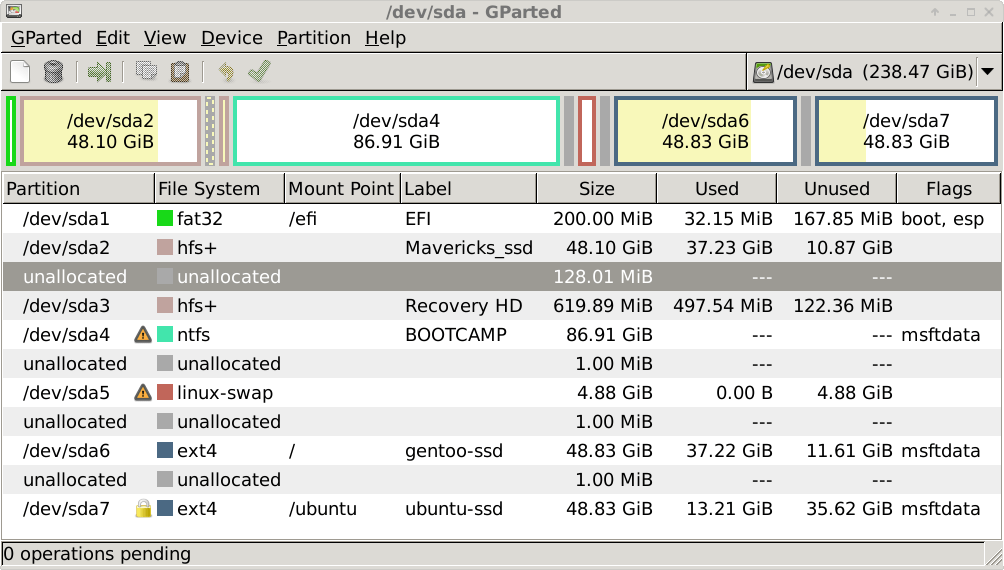 /dev/sda - GParted
GParted Edit View Device Partition Help
/dev/sda (238.47 GiB)
/dev/sda2 /dev/sda4 /dev/sda6 /dev/sda7
48.10 GiB 86.91 GiB 48.83 GiB 48.83 GiB
Partition File System Mount Point Label Size Used Unused Flags
/dev/sda1 fat32 /efi EFI 200.00 MiB 32.15 MiB 167.85 MiB boot, esp
/dev/sda2 hfs+ Mavericks_ssd 48.10 GiB 37.23 GiB 10.87 GiB
unallocated unallocated 128.01 MiB --- ---
/dev/sda3 hfs+ Recovery HD 619.89 MiB 497.54 MiB 122.36 MiB
/dev/sda4 ntfs BOOTCAMP 86.91 GiB --- --- msftdata
unallocated unallocated 1.00 MiB --- ---
/dev/sda5 linux-swap 4.88 GiB 0.00 B 4.88 GiB
unallocated unallocated 1.00 MiB --- ---
/dev/sda6 ext4 / gentoo-ssd 48.83 GiB 37.22 GiB 11.61 GiB msftdata
unallocated unallocated 1.00 MiB --- ---
/dev/sda7 ext4 /ubuntu ubuntu-ssd 48.83 GiB 13.21 GiB 35.62 GiB msftdata
0 operations pending